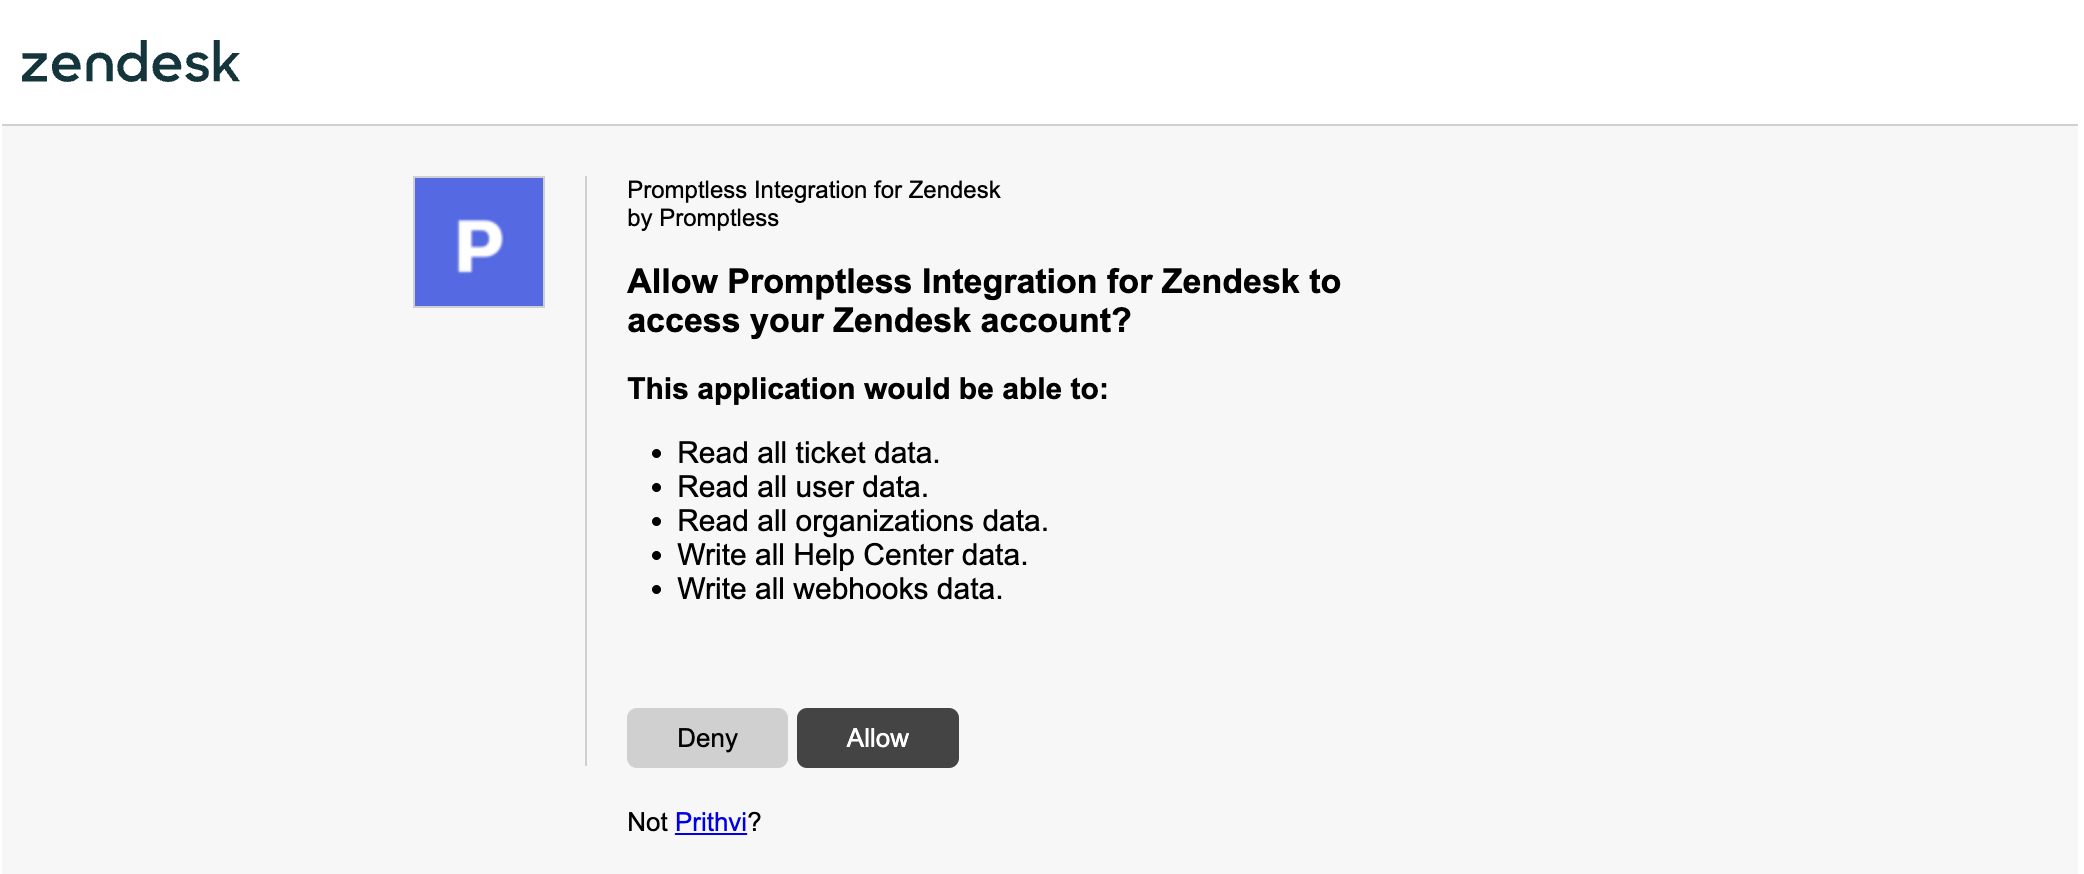 zendesk
P
Promptless Integration for Zendesk
by Promptless
Allow Promptless Integration for Zendesk to
access your Zendesk account?
This application would be able to:
• Read all ticket data.
• Read all user data.
• Read all organizations data.
• Write all Help Center data.
• Write all webhooks data.
Deny Allow
Not Prithvi?